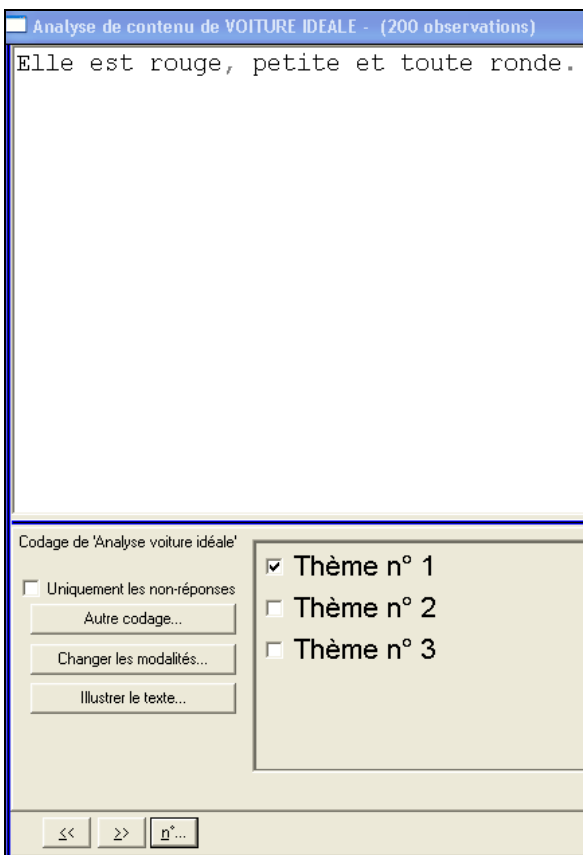 Analyse de contenu de VOITURE IDEALE - (200 observations)
Elle est rouge, petite et toute ronde.
Codage de 'Analyse voiture idéale'
Uniquement les non-réponses
Autre codage...
Changer les modalités...
Illustrer le texte...
Thème n° 1
Thème n° 2
Thème n° 3
<< >> n°...